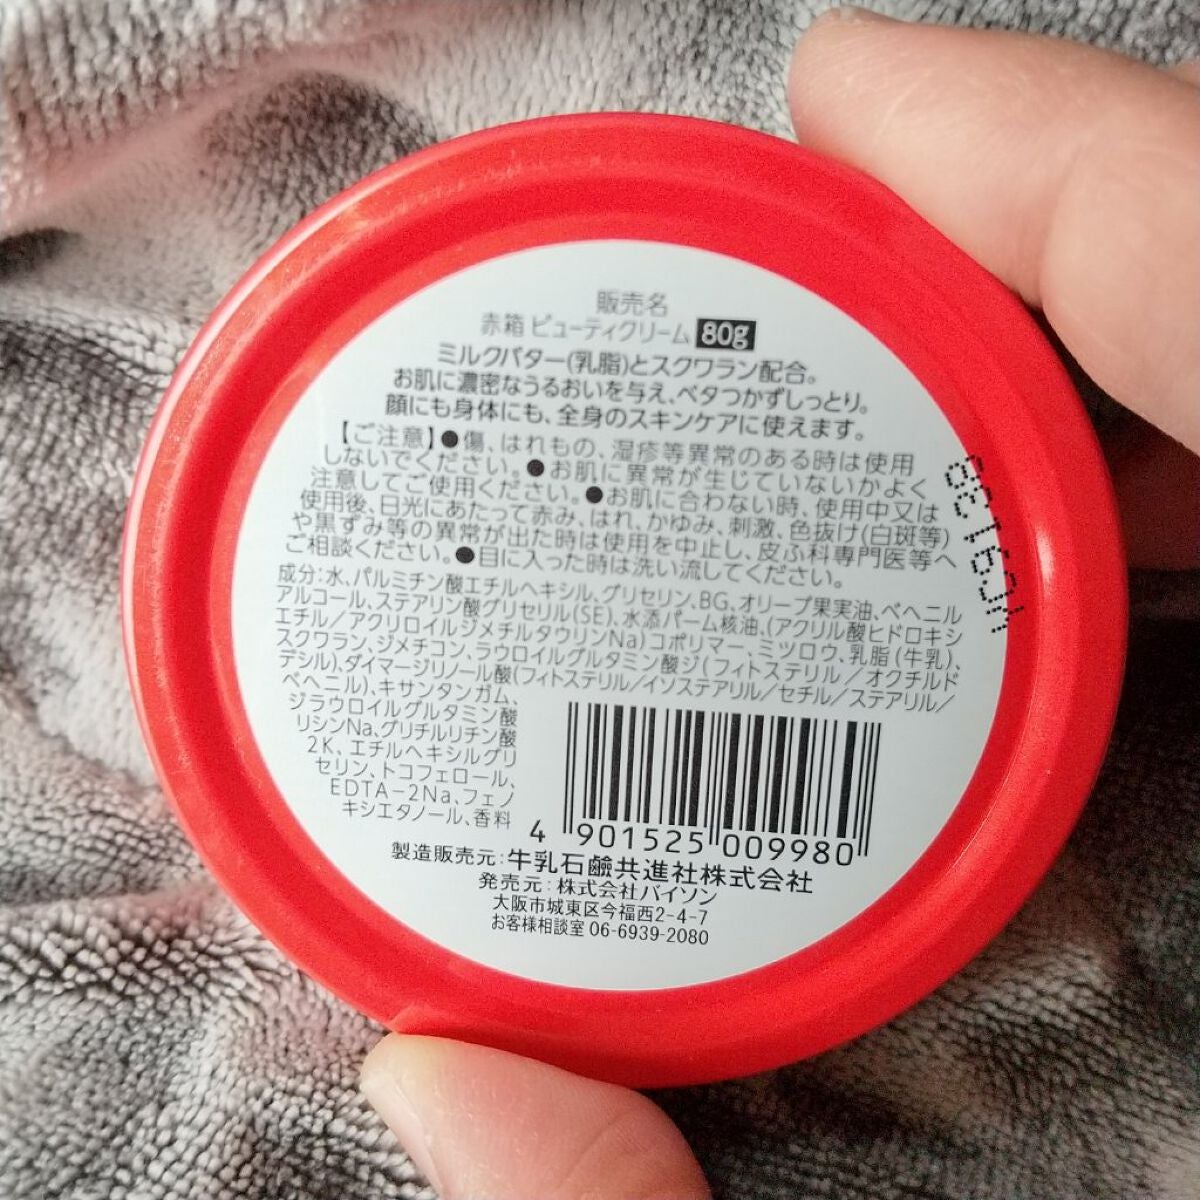 販売名
赤箱 ビューティクリーム 80g
ミルクバター(乳脂)とスクワラン配合。
お肌に濃密なうるおいを与え、ベタつかずしっとり。
顔にも身体にも、全身のスキンケアに使えます。
【ご注意】●傷、はれもの、湿疹等異常のある時は使用
しないでください。●お肌に異常が生じていないかよく
注意してご使用ください。●お肌に合わない時、使用中又は
使用後、日光にあたって赤み、はれ、かゆみ、刺激、色抜け(白斑等)
や黒ずみ等の異常が出た時は使用を中止し、皮ふ科専門医等へ
ご相談ください。●目に入った時は洗い流してください。
成分:水、パルミチン酸エチルヘキシル、グリセリン、BG、オリーブ果実油、ベヘニル
アルコール、ステアリン酸グリセリル(SE)、水添パーム核油、(アクリル酸ヒドロキシ
エチル/アクリロイルジメチルタウリンNa)コポリマー、ミツロウ、乳脂(牛乳)、
スクワラン、ジメチコン、ラウロイルグルタミン酸ジ(フィトステリル/オクチルド
デシル)、ダイマージリノール酸(フィトステリル/イソステアリル/セチル/ステアリル/
ベヘニル)、キサンタンガム、
ジラウロイルグルタミン酸
リシンNa、グリチルリチン酸
2K、エチルヘキシルグリ
セリン、トコフェロール、
EDTA-2Na、フェノ
キシエタノール、香料
4 901525 009980
製造販売元:牛乳石鹼共進社株式会社
発売元:株式会社バイソン
大阪市城東区今福西2-4-7
お客様相談室 06-6939-2080